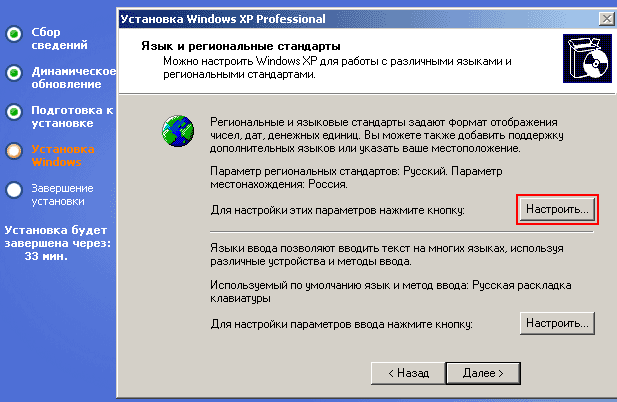 Сбор
сведений
Динамическое
обновление
Подготовка к
установке
Установка
Windows
Завершение
установки
Установка будет
завершена через:
33 мин.
Установка Windows XP Professional
Язык и региональные стандарты
Можно настроить Windows XP для работы с различными языками и
региональными стандартами.
Региональные и языковые стандарты задают формат отображения
чисел, дат, денежных единиц. Вы можете также добавить поддержку
дополнительных языков или указать ваше местоположение.
Параметр региональных стандартов: Русский. Параметр
местонахождения: Россия.
Для настройки этих параметров нажмите кнопку:
Настроить...
Языки ввода позволяют вводить текст на многих языках, используя
различные устройства и методы ввода.
Используемый по умолчанию язык и метод ввода: Русская раскладка
клавиатуры
Для настройки параметров ввода нажмите кнопку:
Настроить...
< Назад
Далее >